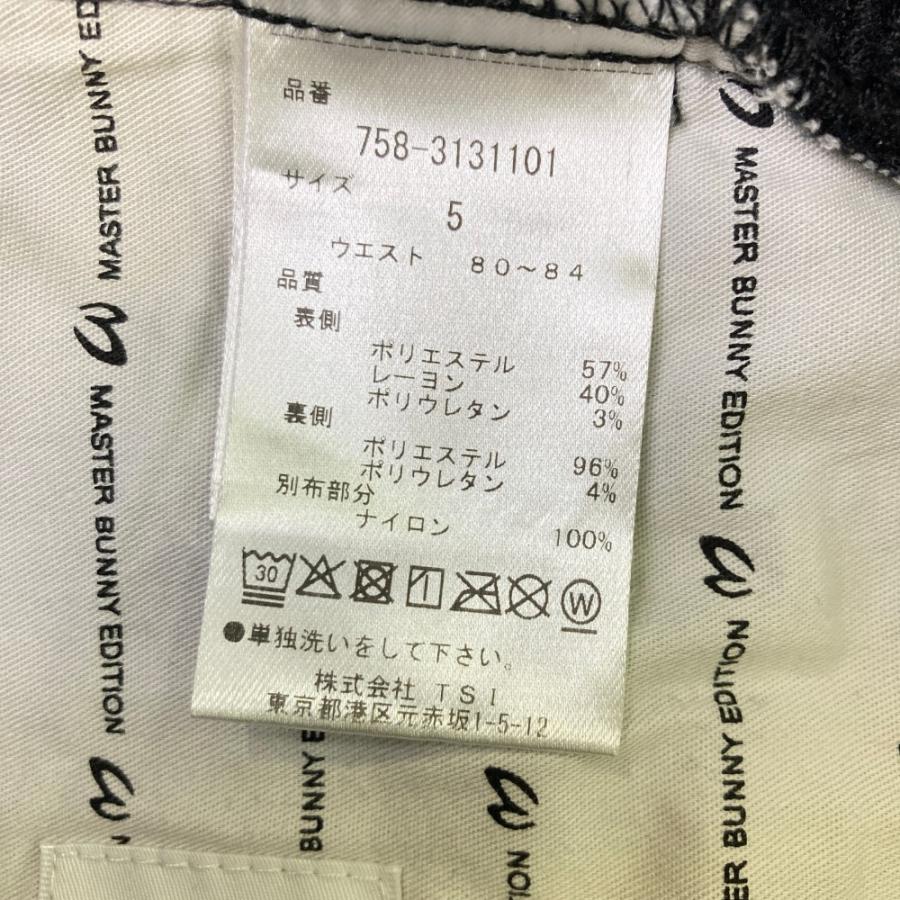 品番
758-3131101
サイズ
5
ウエスト 80～84
品質
表側
ポリエステル 57%
レーヨン 40%
ポリウレタン 3%
裏側
ポリエステル 96%
ポリウレタン 4%
別布部分
ナイロン 100%
30
W
●単独洗いをして下さい。
株式会社 TSI
東京都港区元赤坂1-5-12
MASTER BUNNY ED
MASTER BUNNY EDITION
BUNNY E
EDITION
MASTER BUNNY EDITION
MASTER BUNNY EDITION